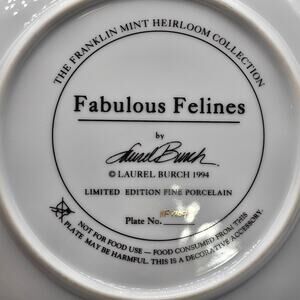 THE FRANKLIN MINT HEIRLOOM COLLECTION
Fabulous Felines
by
Laurel Burch
© LAUREL BURCH 1994
LIMITED EDITION FINE PORCELAIN
Plate No.
NOT FOR FOOD USE – FOOD CONSUMED FROM THIS
PLATE MAY BE HARMFUL. THIS IS A DECORATIVE ACCESSORY.